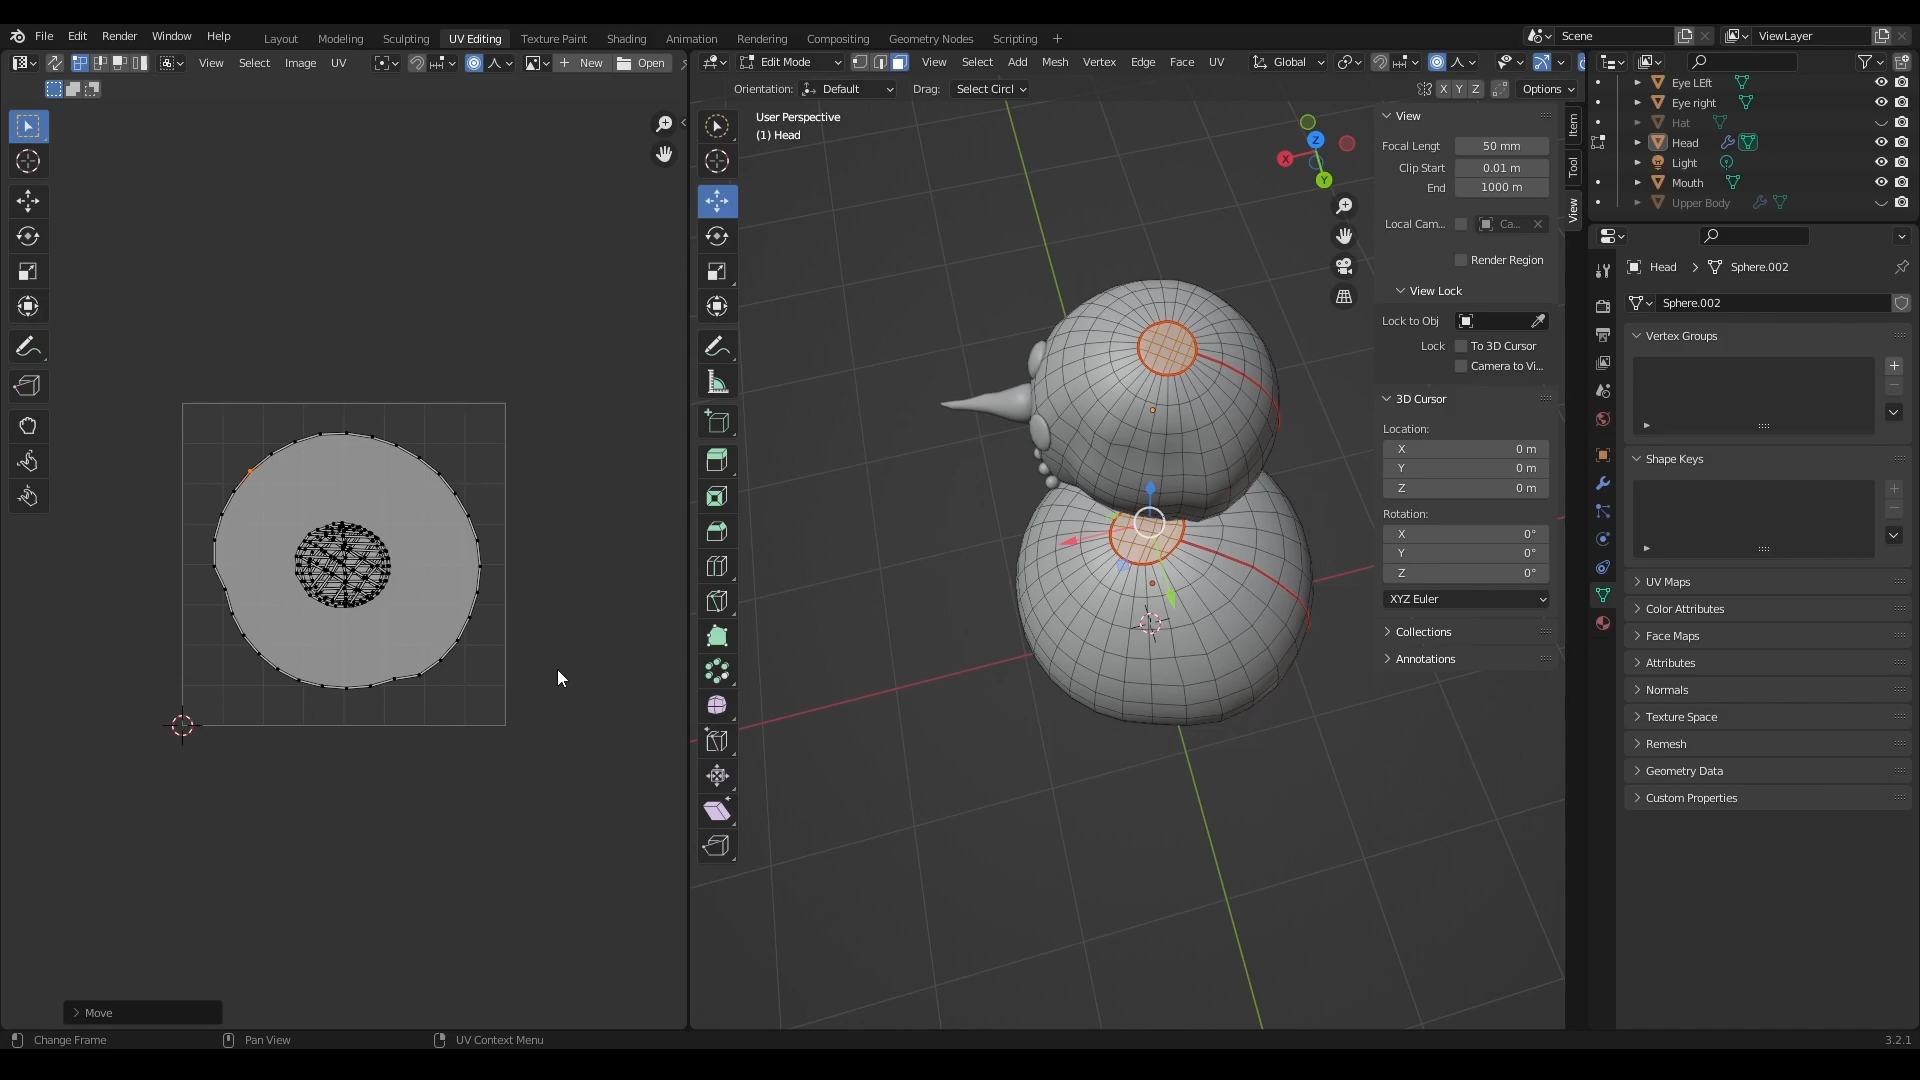 File Edit Render Window Help Layout Modeling Sculpting UV Editing Texture Paint Shading Animation Rendering Compositing Geometry Nodes Scripting + Scene ViewLayer
View Select Image UV New Open Edit Mode View Select Add Mesh Vertex Edge Face UV Global
Orientation: Default Drag: Select Circl X Y Z Options
User Perspective
(1) Head
X
Y
Z
View
Focal Lengt 50 mm
Clip Start 0.01 m
End 1000 m
Local Cam... Ca...
Render Region
View Lock
Lock to Obj
Lock To 3D Cursor
Camera to Vi...
3D Cursor
Location:
X 0 m
Y 0 m
Z 0 m
Rotation:
X 0°
Y 0°
Z 0°
XYZ Euler
Collections
Annotations
Item
Tool
View
Eye LEft
Eye right
Hat
Head
Light
Mouth
Upper Body
Head Sphere.002
Sphere.002
Vertex Groups
Shape Keys
UV Maps
Color Attributes
Face Maps
Attributes
Normals
Texture Space
Remesh
Geometry Data
Custom Properties
Move
Change Frame Pan View UV Context Menu 3.2.1